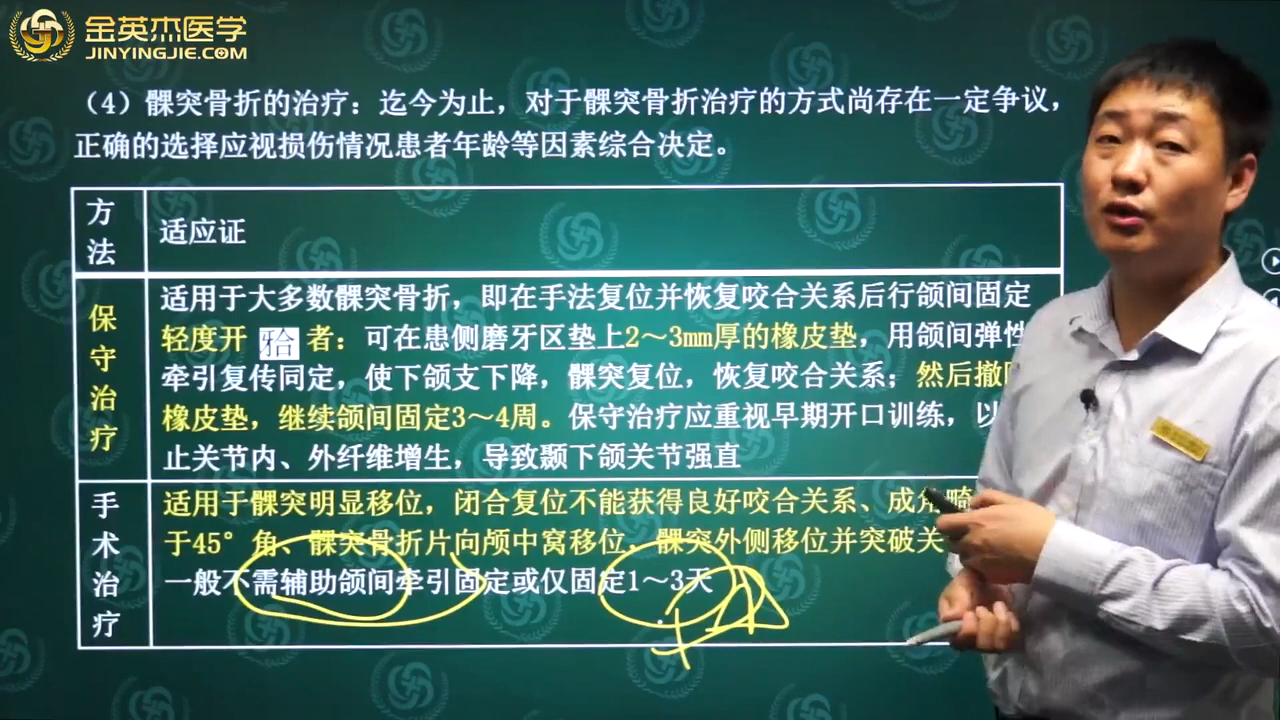 金英杰医学
JINYINGJIE.COM
（4）髁突骨折的治疗：迄今为止，对于髁突骨折治疗的方式尚存在一定争议，
正确的选择应视损伤情况患者年龄等因素综合决定。
方法
适应证
保守治疗
适用于大多数髁突骨折，即在手法复位并恢复咬合关系后行颌间固定
轻度开𬌗者：可在患侧磨牙区垫上2～3mm厚的橡皮垫，用颌间弹性
牵引复传同定，使下颌支下降，髁突复位，恢复咬合关系；然后撤
橡皮垫，继续颌间固定3～4周。保守治疗应重视早期开口训练，以
止关节内、外纤维增生，导致颞下颌关节强直
手术治疗
适用于髁突明显移位，闭合复位不能获得良好咬合关系、成角畸
于45°角、髁突骨折片向颅中窝移位．髁突外侧移位并突破关
一般不需辅助颌间牵引固定或仅固定1～3天